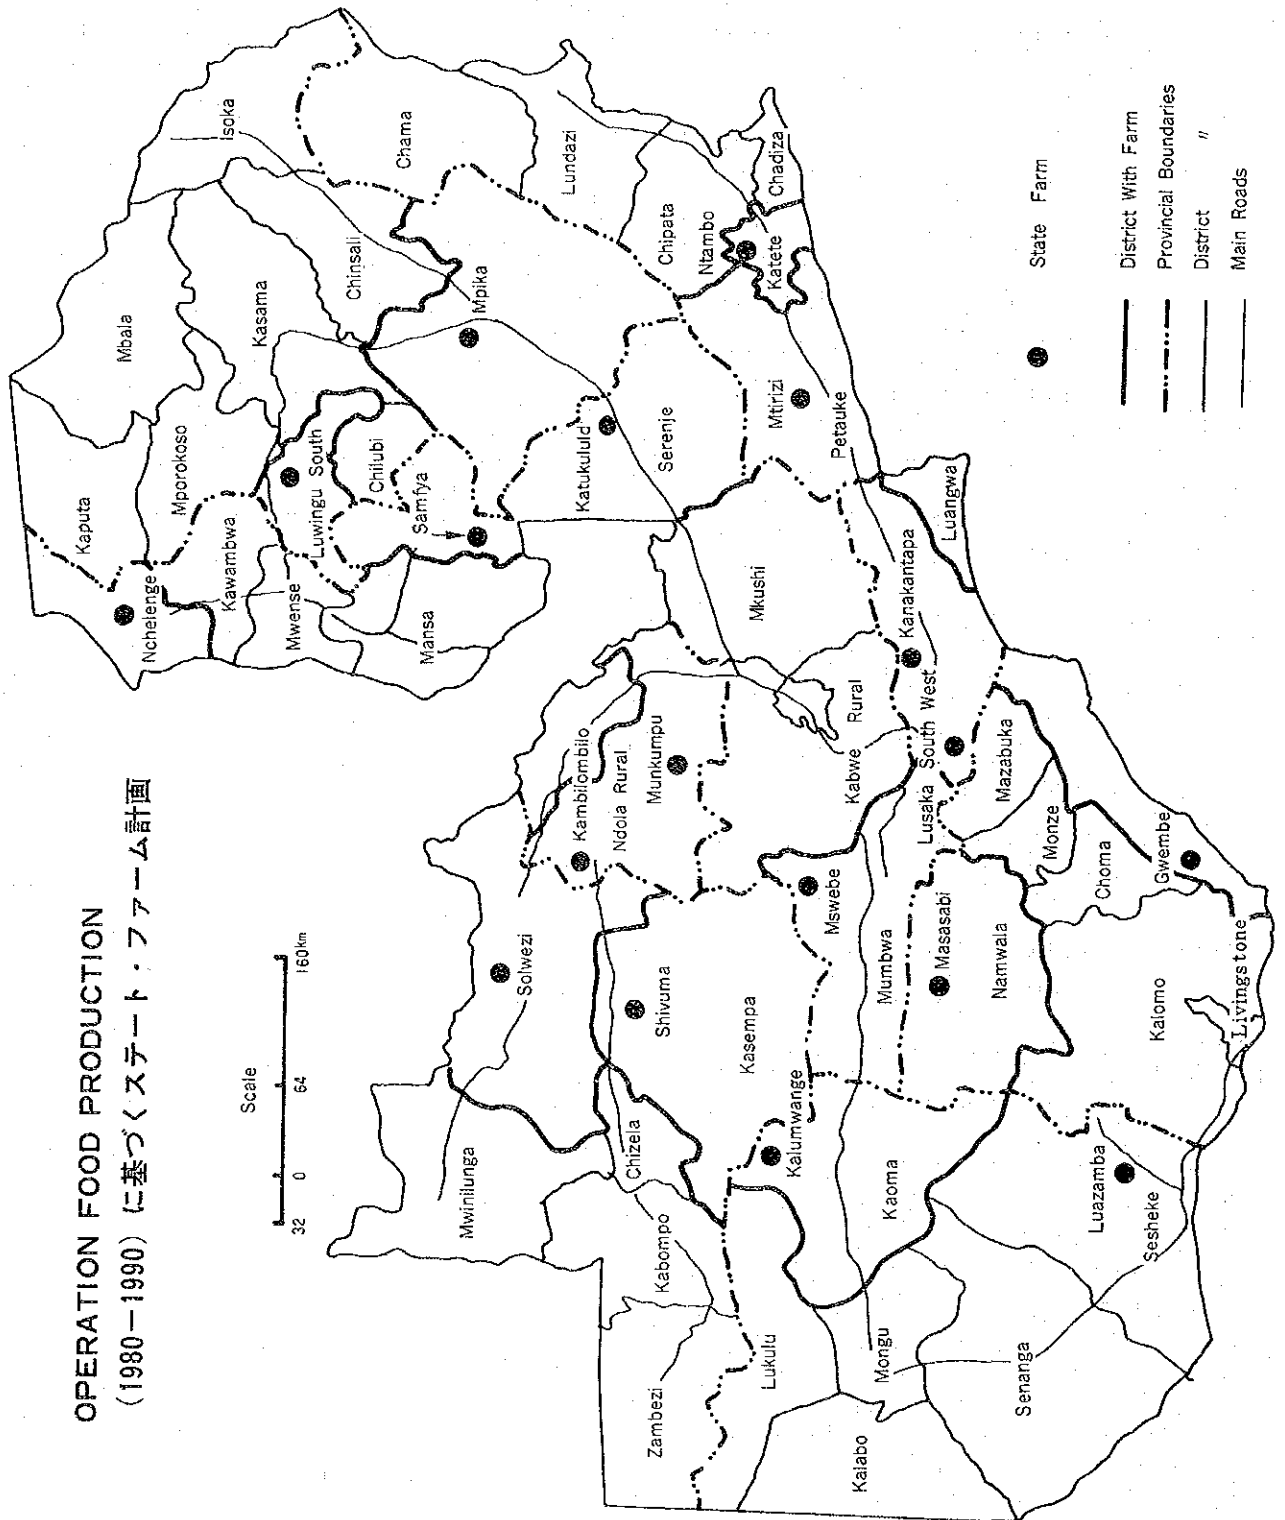 OPERATION FOOD PRODUCTION
(1980−1990) に基づくステート・ファーム計画
Scale
32 0 64 160km
Kaputa
Mbala
Nchelenge
Mporokoso
Isoka
Kasama
Kawambwa
Luwingu South
Chinsali
Chama
Mwense
Chilubi
Samfya
Mpika
Mansa
Lundazi
Katukululd
Chipata
Serenje
Ntambo
Chadiza
Katete
Mtirizi
Petauke
Mkushi
Luangwa
Kanakantapa
Kambilombilo
Ndola Rural
Munkumpu
Solwezi
Rural
Kabwe
Mwinilunga
Shivuma
Mswebe
South West
Lusaka
Mazabuka
Kasempa
Mumbwa
Masasabi
Monze
Chizela
Namwala
Choma
Gwembe
Kabompo
Kalumwange
Zambezi
Kaoma
Kalomo
Livingstone
Lukulu
Luazamba
Sesheke
Mongu
Kalabo
Senanga
State Farm
District With Farm
Provincial Boundaries
District 〃
Main Roads